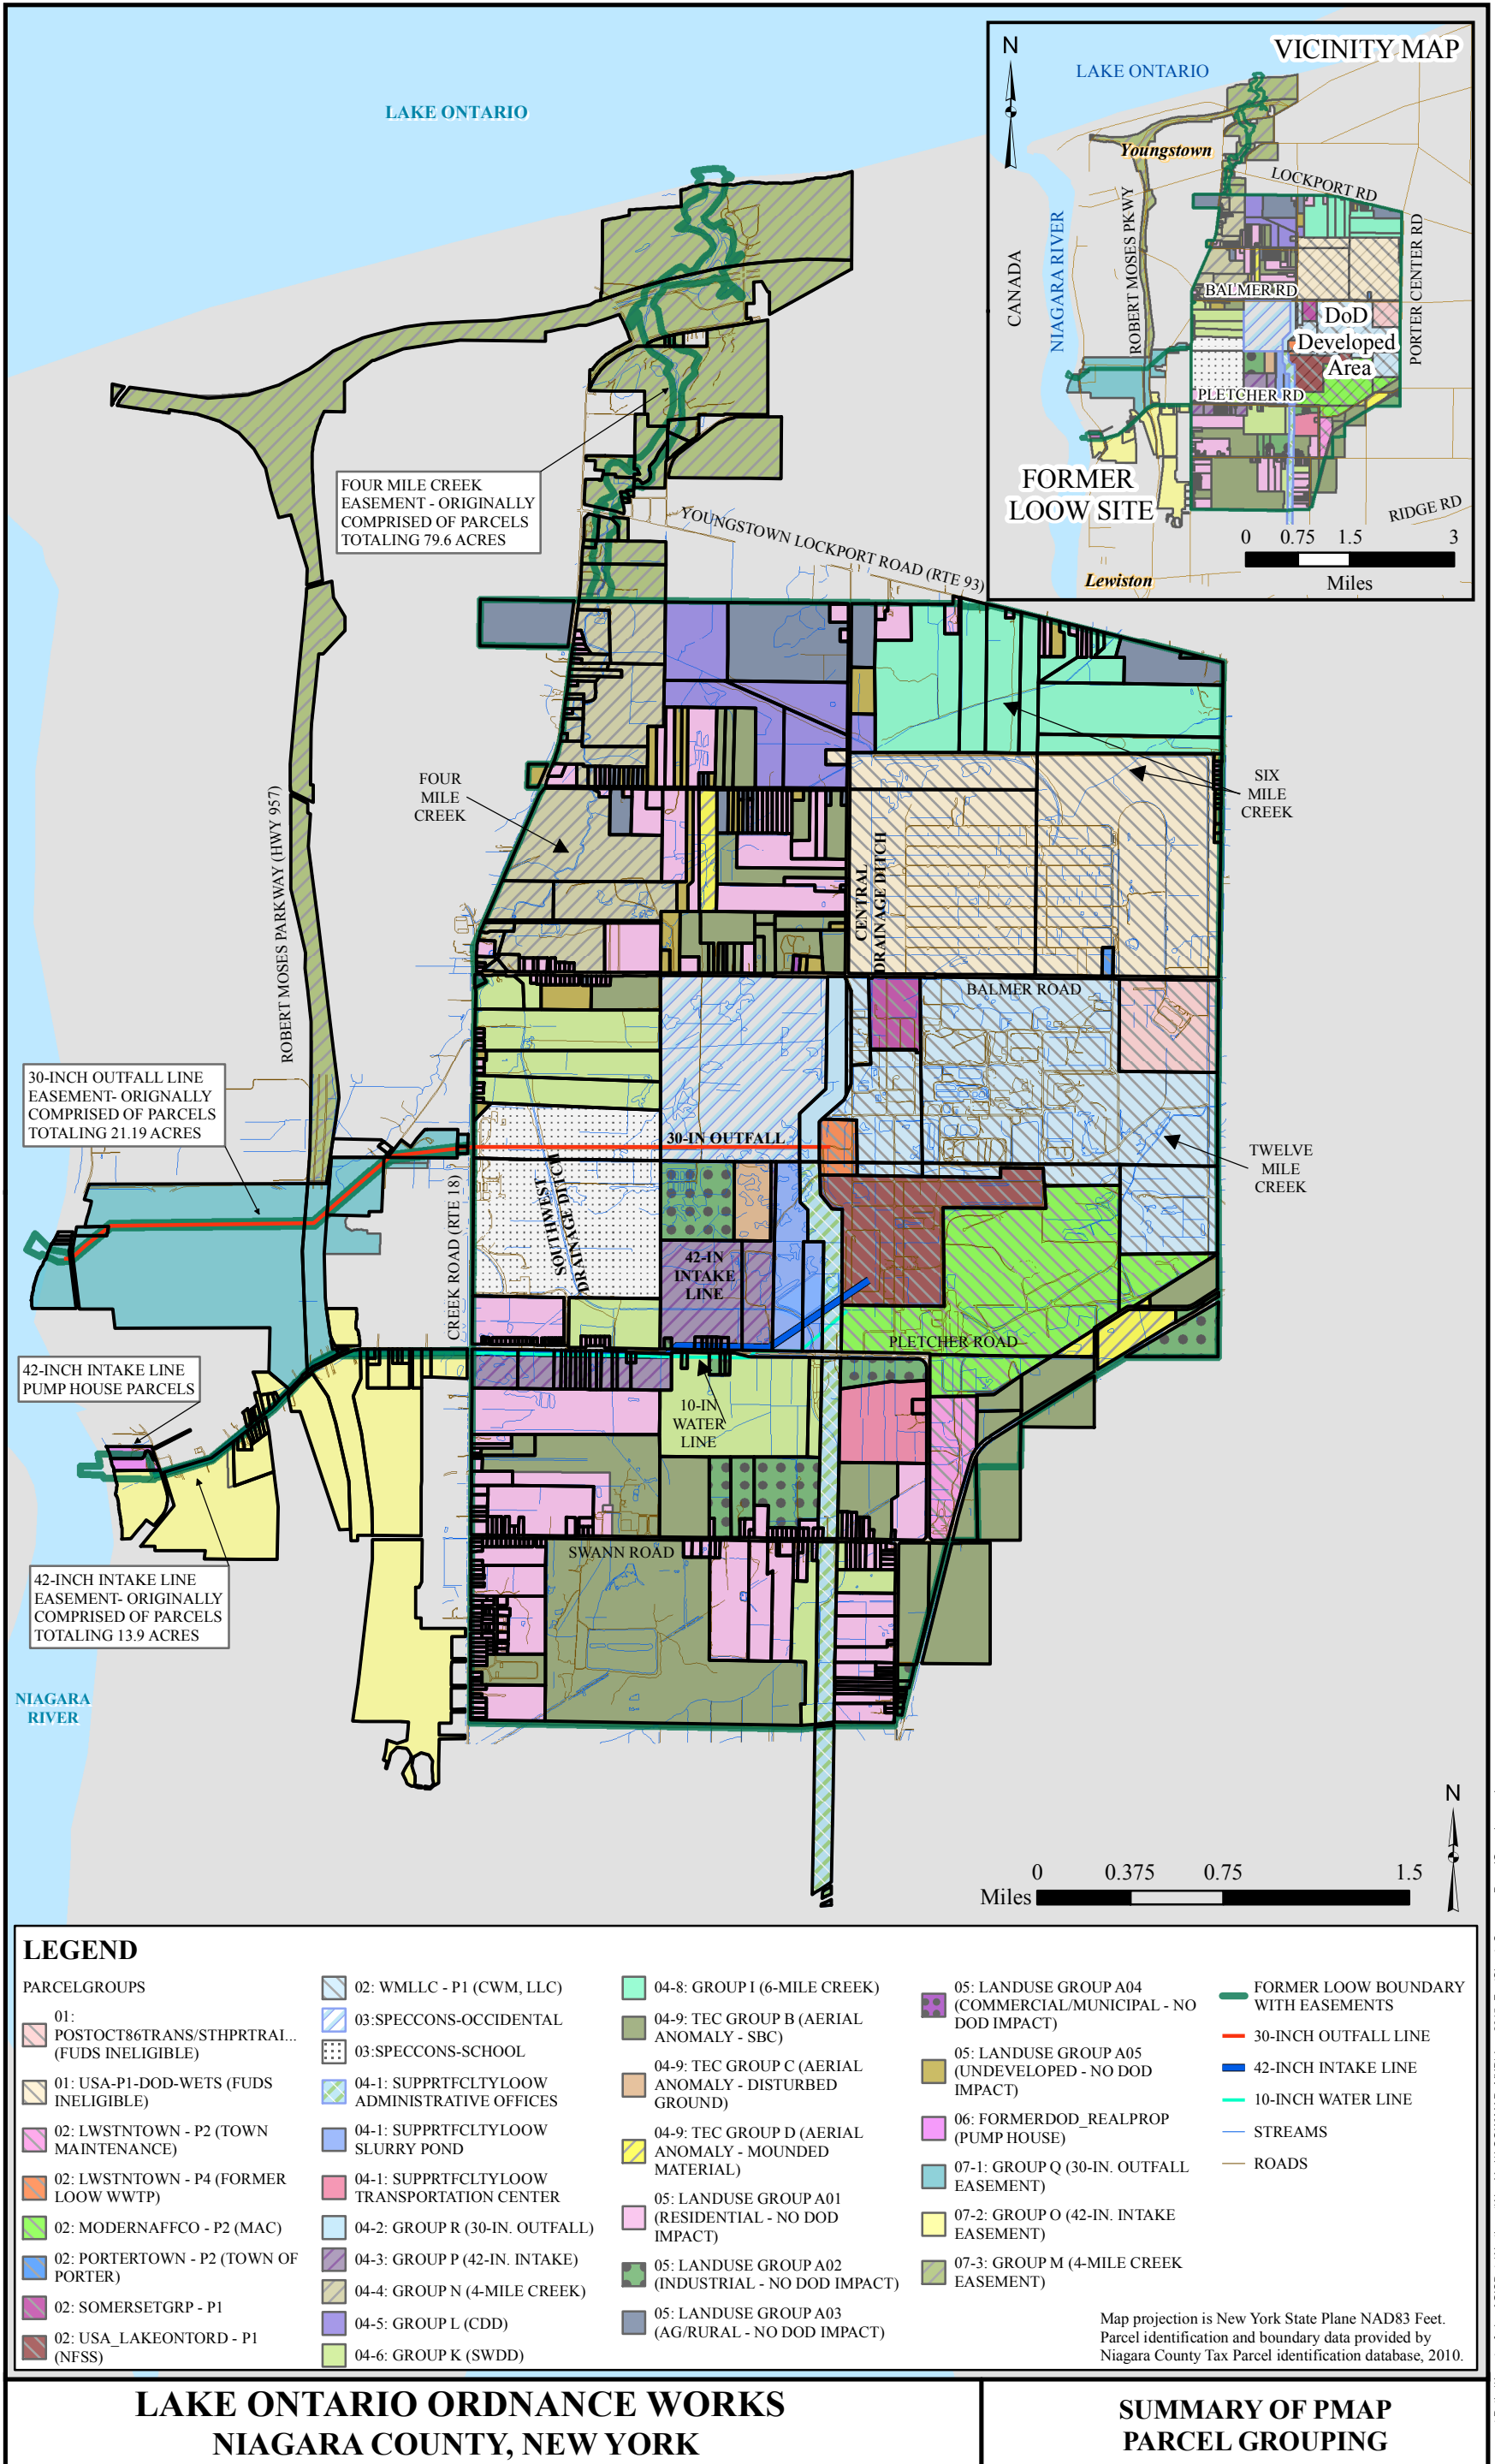 LAKE ONTARIO
N
VICINITY MAP
LAKE ONTARIO
Youngstown
LOCKPORT RD
CANADA
NIAGARA RIVER
ROBERT MOSES PKWY
PORTER CENTER RD
BALMER RD
DoD
Developed
Area
PLETCHER RD
FORMER
LOOW SITE
RIDGE RD
Lewiston
0 0.75 1.5 3
Miles
FOUR MILE CREEK
EASEMENT - ORIGINALLY
COMPRISED OF PARCELS
TOTALING 79.6 ACRES
YOUNGSTOWN LOCKPORT ROAD (RTE 93)
FOUR
MILE
CREEK
SIX
MILE
CREEK
ROBERT MOSES PARKWAY (HWY 957)
CENTRAL
DRAINAGE DITCH
BALMER ROAD
30-INCH OUTFALL LINE
EASEMENT- ORIGNALLY
COMPRISED OF PARCELS
TOTALING 21.19 ACRES
30-IN OUTFALL
TWELVE
MILE
CREEK
SOUTHWEST
DRAINAGE DITCH
CREEK ROAD (RTE 18)
42-IN
INTAKE
LINE
PLETCHER ROAD
42-INCH INTAKE LINE
PUMP HOUSE PARCELS
10-IN
WATER
LINE
SWANN ROAD
42-INCH INTAKE LINE
EASEMENT- ORIGINALLY
COMPRISED OF PARCELS
TOTALING 13.9 ACRES
NIAGARA
RIVER
N
0 0.375 0.75 1.5
Miles
LEGEND
PARCELGROUPS
01:
POSTOCT86TRANS/STHPRTRAI...
(FUDS INELIGIBLE)
01: USA-P1-DOD-WETS (FUDS
INELIGIBLE)
02: LWSTNTOWN - P2 (TOWN
MAINTENANCE)
02: LWSTNTOWN - P4 (FORMER
LOOW WWTP)
02: MODERNAFFCO - P2 (MAC)
02: PORTERTOWN - P2 (TOWN OF
PORTER)
02: SOMERSETGRP - P1
02: USA_LAKEONTORD - P1
(NFSS)
02: WMLLC - P1 (CWM, LLC)
03:SPECCONS-OCCIDENTAL
03:SPECCONS-SCHOOL
04-1: SUPPRTFCLTYLOOW
ADMINISTRATIVE OFFICES
04-1: SUPPRTFCLTYLOOW
SLURRY POND
04-1: SUPPRTFCLTYLOOW
TRANSPORTATION CENTER
04-2: GROUP R (30-IN. OUTFALL)
04-3: GROUP P (42-IN. INTAKE)
04-4: GROUP N (4-MILE CREEK)
04-5: GROUP L (CDD)
04-6: GROUP K (SWDD)
04-8: GROUP I (6-MILE CREEK)
04-9: TEC GROUP B (AERIAL
ANOMALY - SBC)
04-9: TEC GROUP C (AERIAL
ANOMALY - DISTURBED
GROUND)
04-9: TEC GROUP D (AERIAL
ANOMALY - MOUNDED
MATERIAL)
05: LANDUSE GROUP A01
(RESIDENTIAL - NO DOD
IMPACT)
05: LANDUSE GROUP A02
(INDUSTRIAL - NO DOD IMPACT)
05: LANDUSE GROUP A03
(AG/RURAL - NO DOD IMPACT)
05: LANDUSE GROUP A04
(COMMERCIAL/MUNICIPAL - NO
DOD IMPACT)
05: LANDUSE GROUP A05
(UNDEVELOPED - NO DOD
IMPACT)
06: FORMERDOD_REALPROP
(PUMP HOUSE)
07-1: GROUP Q (30-IN. OUTFALL
EASEMENT)
07-2: GROUP O (42-IN. INTAKE
EASEMENT)
07-3: GROUP M (4-MILE CREEK
EASEMENT)
FORMER LOOW BOUNDARY
WITH EASEMENTS
30-INCH OUTFALL LINE
42-INCH INTAKE LINE
10-INCH WATER LINE
STREAMS
ROADS
Map projection is New York State Plane NAD83 Feet.
Parcel identification and boundary data provided by
Niagara County Tax Parcel identification database, 2010.
LAKE ONTARIO ORDNANCE WORKS
NIAGARA COUNTY, NEW YORK
SUMMARY OF PMAP
PARCEL GROUPING